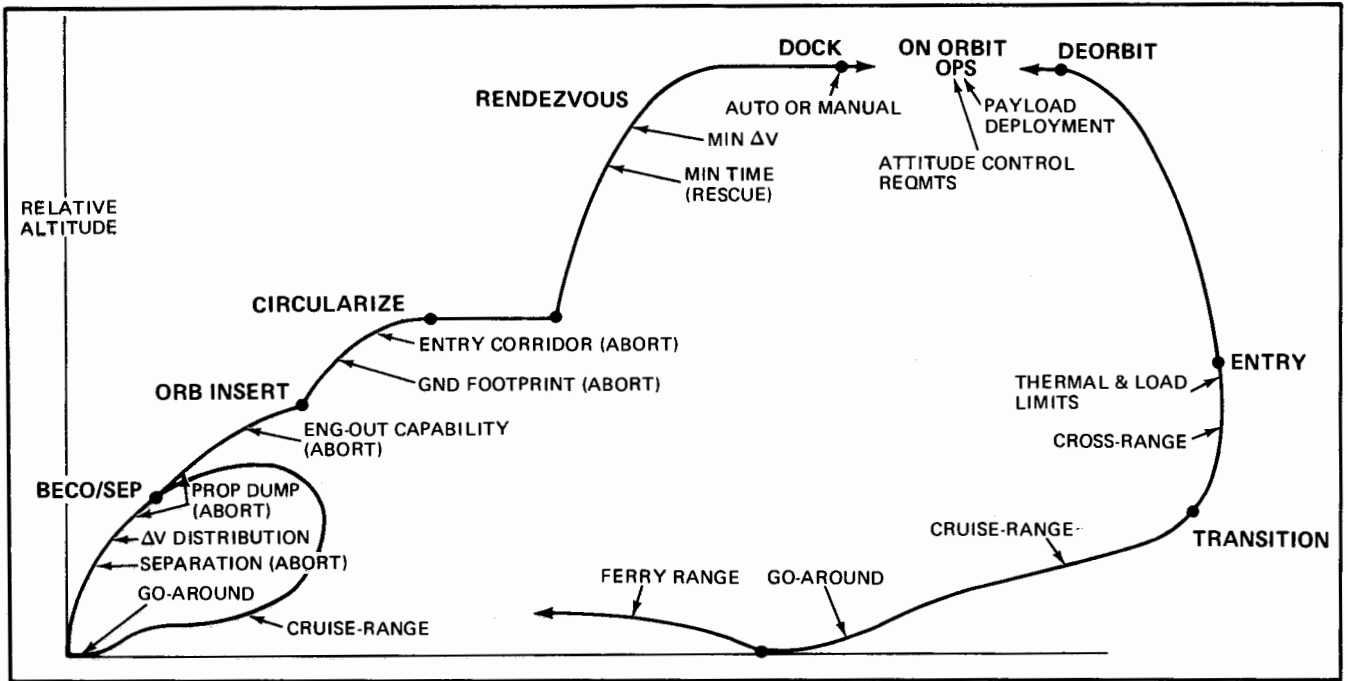 DOCK
ON ORBIT
OPS
DEORBIT
RENDEZVOUS
AUTO OR MANUAL
PAYLOAD
DEPLOYMENT
MIN ΔV
ATTITUDE CONTROL
REQMTS
MIN TIME
(RESCUE)
RELATIVE
ALTITUDE
CIRCULARIZE
ENTRY CORRIDOR (ABORT)
ENTRY
GND FOOTPRINT (ABORT)
THERMAL & LOAD
LIMITS
ORB INSERT
ENG-OUT CAPABILITY
(ABORT)
CROSS-RANGE
BECO/SEP
PROP DUMP
(ABORT)
ΔV DISTRIBUTION
CRUISE-RANGE
TRANSITION
SEPARATION (ABORT)
GO-AROUND
FERRY RANGE
GO-AROUND
CRUISE-RANGE